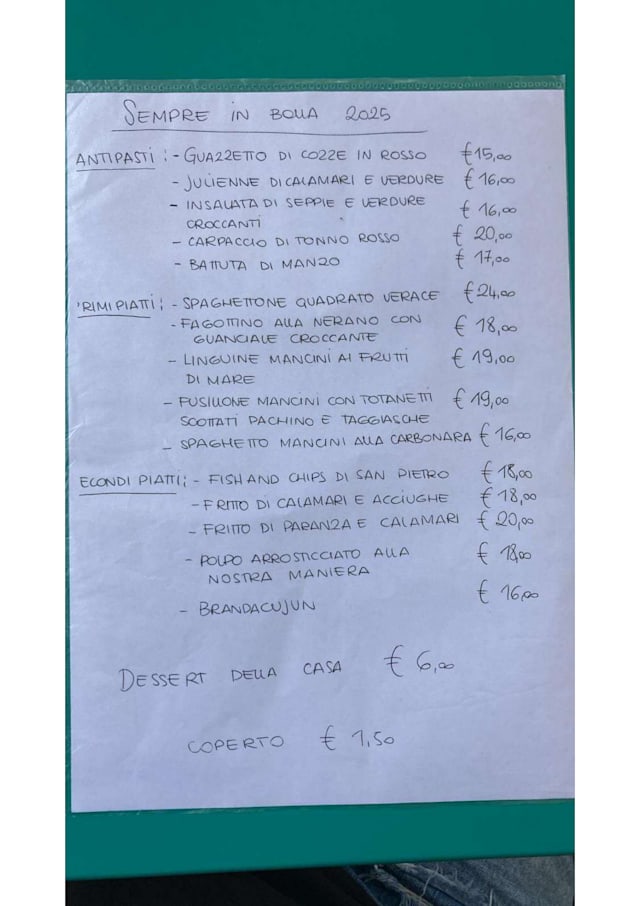 SEMPRE IN BOLLA 2025
ANTIPASTI : - GUAZZETTO DI COZZE IN ROSSO €15,00
- JULIENNE DI CALAMARI E VERDURE € 16,00
- INSALATA DI SEPPIE E VERDURE
CROCCANTI € 16,00
- CARPACCIO DI TONNO ROSSO € 20,00
- BATTUTA DI MANZO € 17,00
'RIMI PIATTI : - SPAGHETTONE QUADRATO VERACE €24,00
- FAGOTTINO ALLA NERANO CON
GUANCIALE CROCCANTE € 18,00
- LINGUINE MANCINI AI FRUTTI € 19,00
DI MARE
- FUSILLONE MANCINI CON TOTANETTI € 19,00
SCOTTATI PACHINO E TAGGIASCHE
- SPAGHETTO MANCINI ALLA CARBONARA € 16,00
ECONDI PIATTI : - FISH AND CHIPS DI SAN PIETRO € 18,00
- FRITTO DI CALAMARI E ACCIUGHE € 18,00
- FRITTO DI PARANZA E CALAMARI € 20,00
- POLPO ARROSTICCIATO ALLA € 18,00
NOSTRA MANIERA
- BRANDACUJUN € 16,00
DESSERT DELLA CASA € 6,00
COPERTO € 1,50